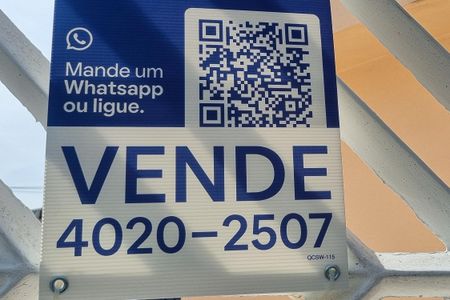 Mande um
Whatsapp
ou ligue.
VENDE
4020-2507
QCSW-115